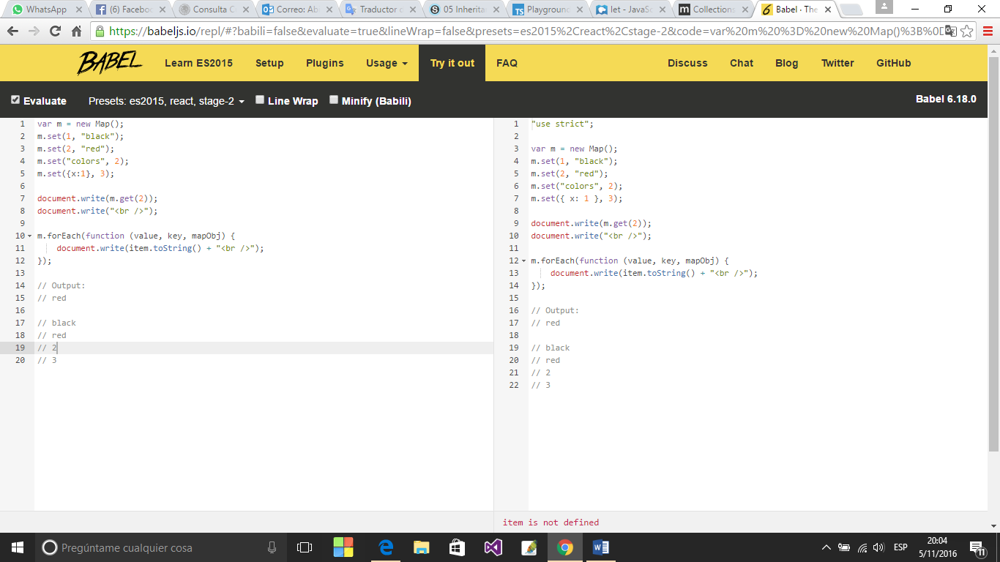 WhatsApp
(6) Faceboo
Consulta C
Correo: Ab
Traductor d
05 Inherita
Playground
let - JavaSc
Collections
Babel · The
https://babeljs.io/repl/#?babili=false&evaluate=true&lineWrap=false&presets=es2015%2Creact%2Cstage-2&code=var%20m%20%3D%20new%20Map()%3B%0D
BABEL
Learn ES2015 Setup Plugins Usage Try it out FAQ Discuss Chat Blog Twitter GitHub
Evaluate Presets: es2015, react, stage-2 Line Wrap Minify (Babili) Babel 6.18.0
1 var m = new Map();
2 m.set(1, "black");
3 m.set(2, "red");
4 m.set("colors", 2);
5 m.set({x:1}, 3);
6
7 document.write(m.get(2));
8 document.write("<br />");
9
10 m.forEach(function (value, key, mapObj) {
11 document.write(item.toString() + "<br />");
12 });
13
14 // Output:
15 // red
16
17 // black
18 // red
19 // 2
20 // 3
1 "use strict";
2
3 var m = new Map();
4 m.set(1, "black");
5 m.set(2, "red");
6 m.set("colors", 2);
7 m.set({ x: 1 }, 3);
8
9 document.write(m.get(2));
10 document.write("<br />");
11
12 m.forEach(function (value, key, mapObj) {
13 document.write(item.toString() + "<br />");
14 });
15
16 // Output:
17 // red
18
19 // black
20 // red
21 // 2
22 // 3
item is not defined
Pregúntame cualquier cosa
ESP
20:04
5/11/2016
11